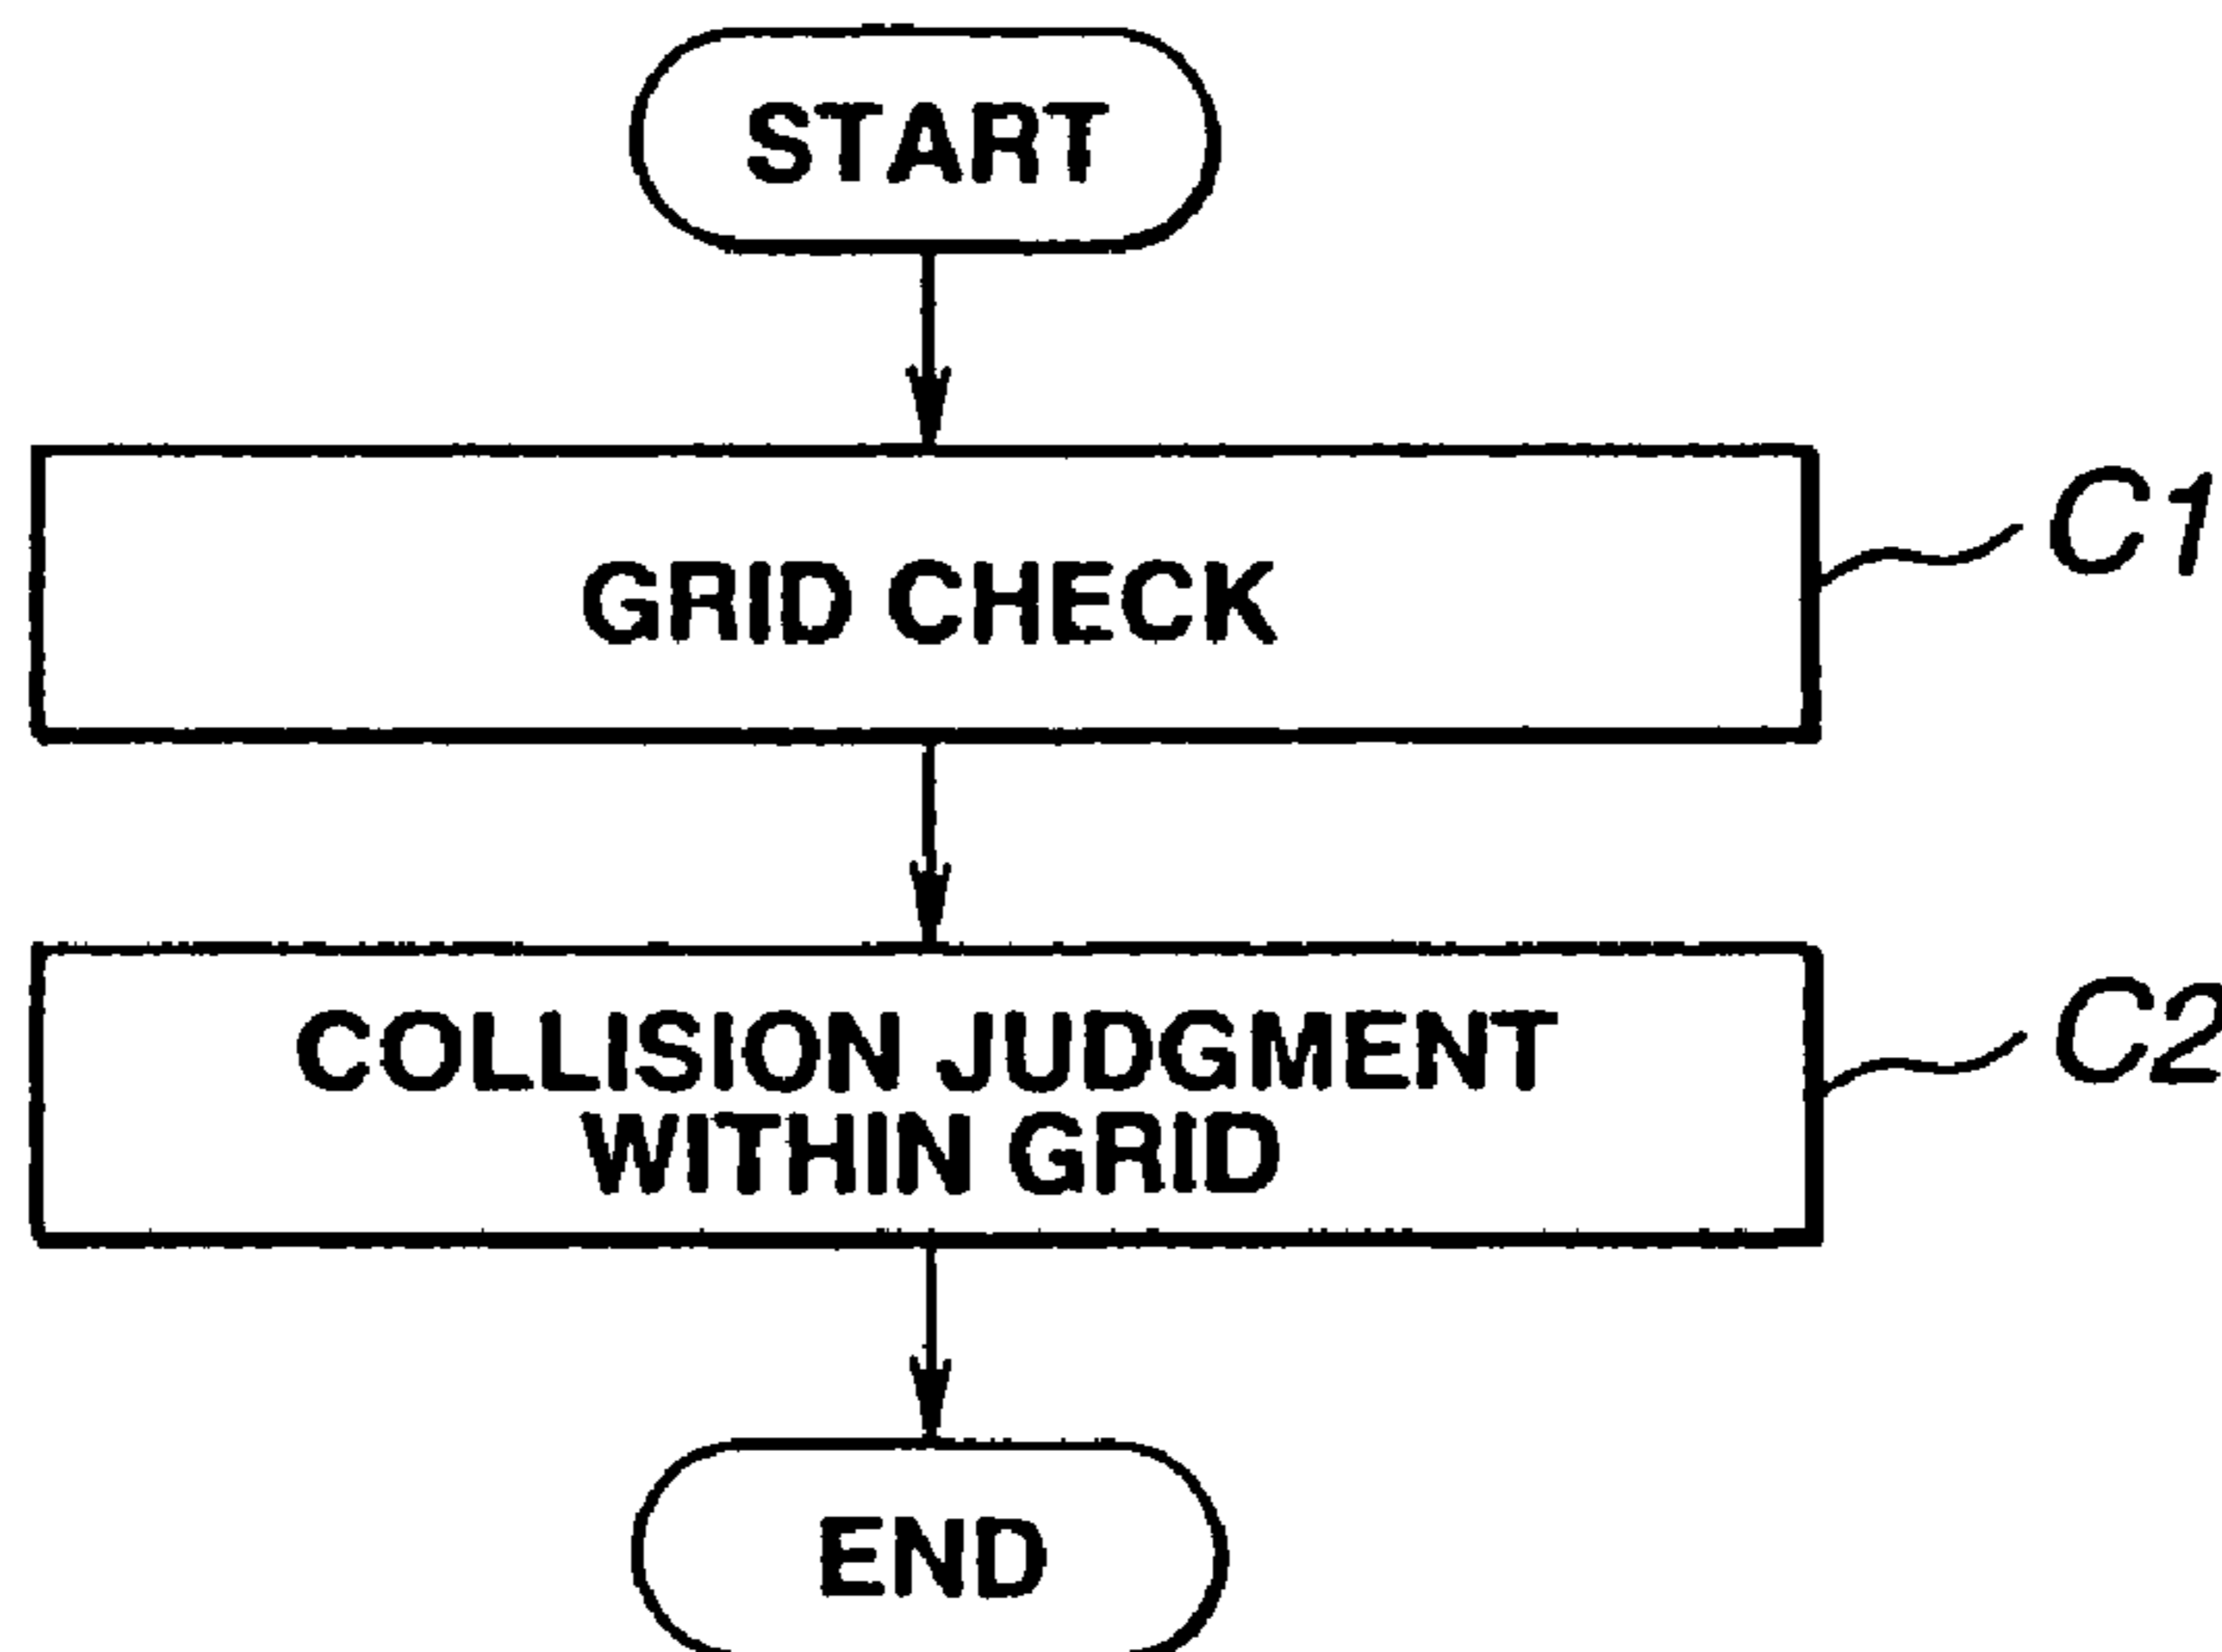 START
GRID CHECK
C1
COLLISION JUDGMENT
WITHIN GRID
C2
END